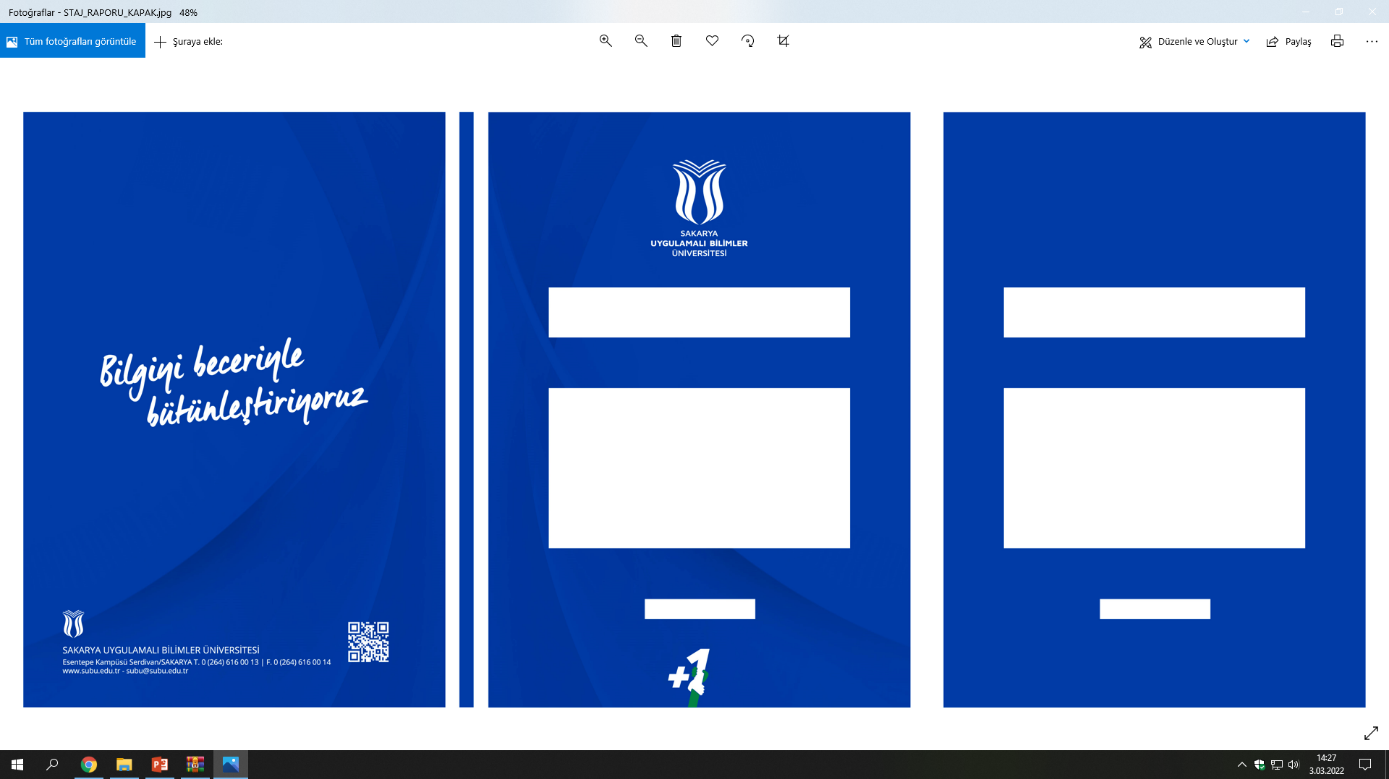 Fotoğraflar - STAJ_RAPORU_KAPAK.jpg 48%
Tüm fotoğrafları görüntüle
Şuraya ekle:
Düzenle ve Oluştur
Paylaş
Bilgiyi beceriyle
bütünleştiriyoruz
SAKARYA UYGULAMALI BİLİMLER ÜNİVERSİTESİ
Esentepe Kampüsü Serdivan/SAKARYA T. 0 (264) 616 00 13 | F. 0 (264) 616 00 14
www.subu.edu.tr - subu@subu.edu.tr
SAKARYA
UYGULAMALI BİLİMLER
ÜNİVERSİTESİ
+1
14:27
3.03.2022